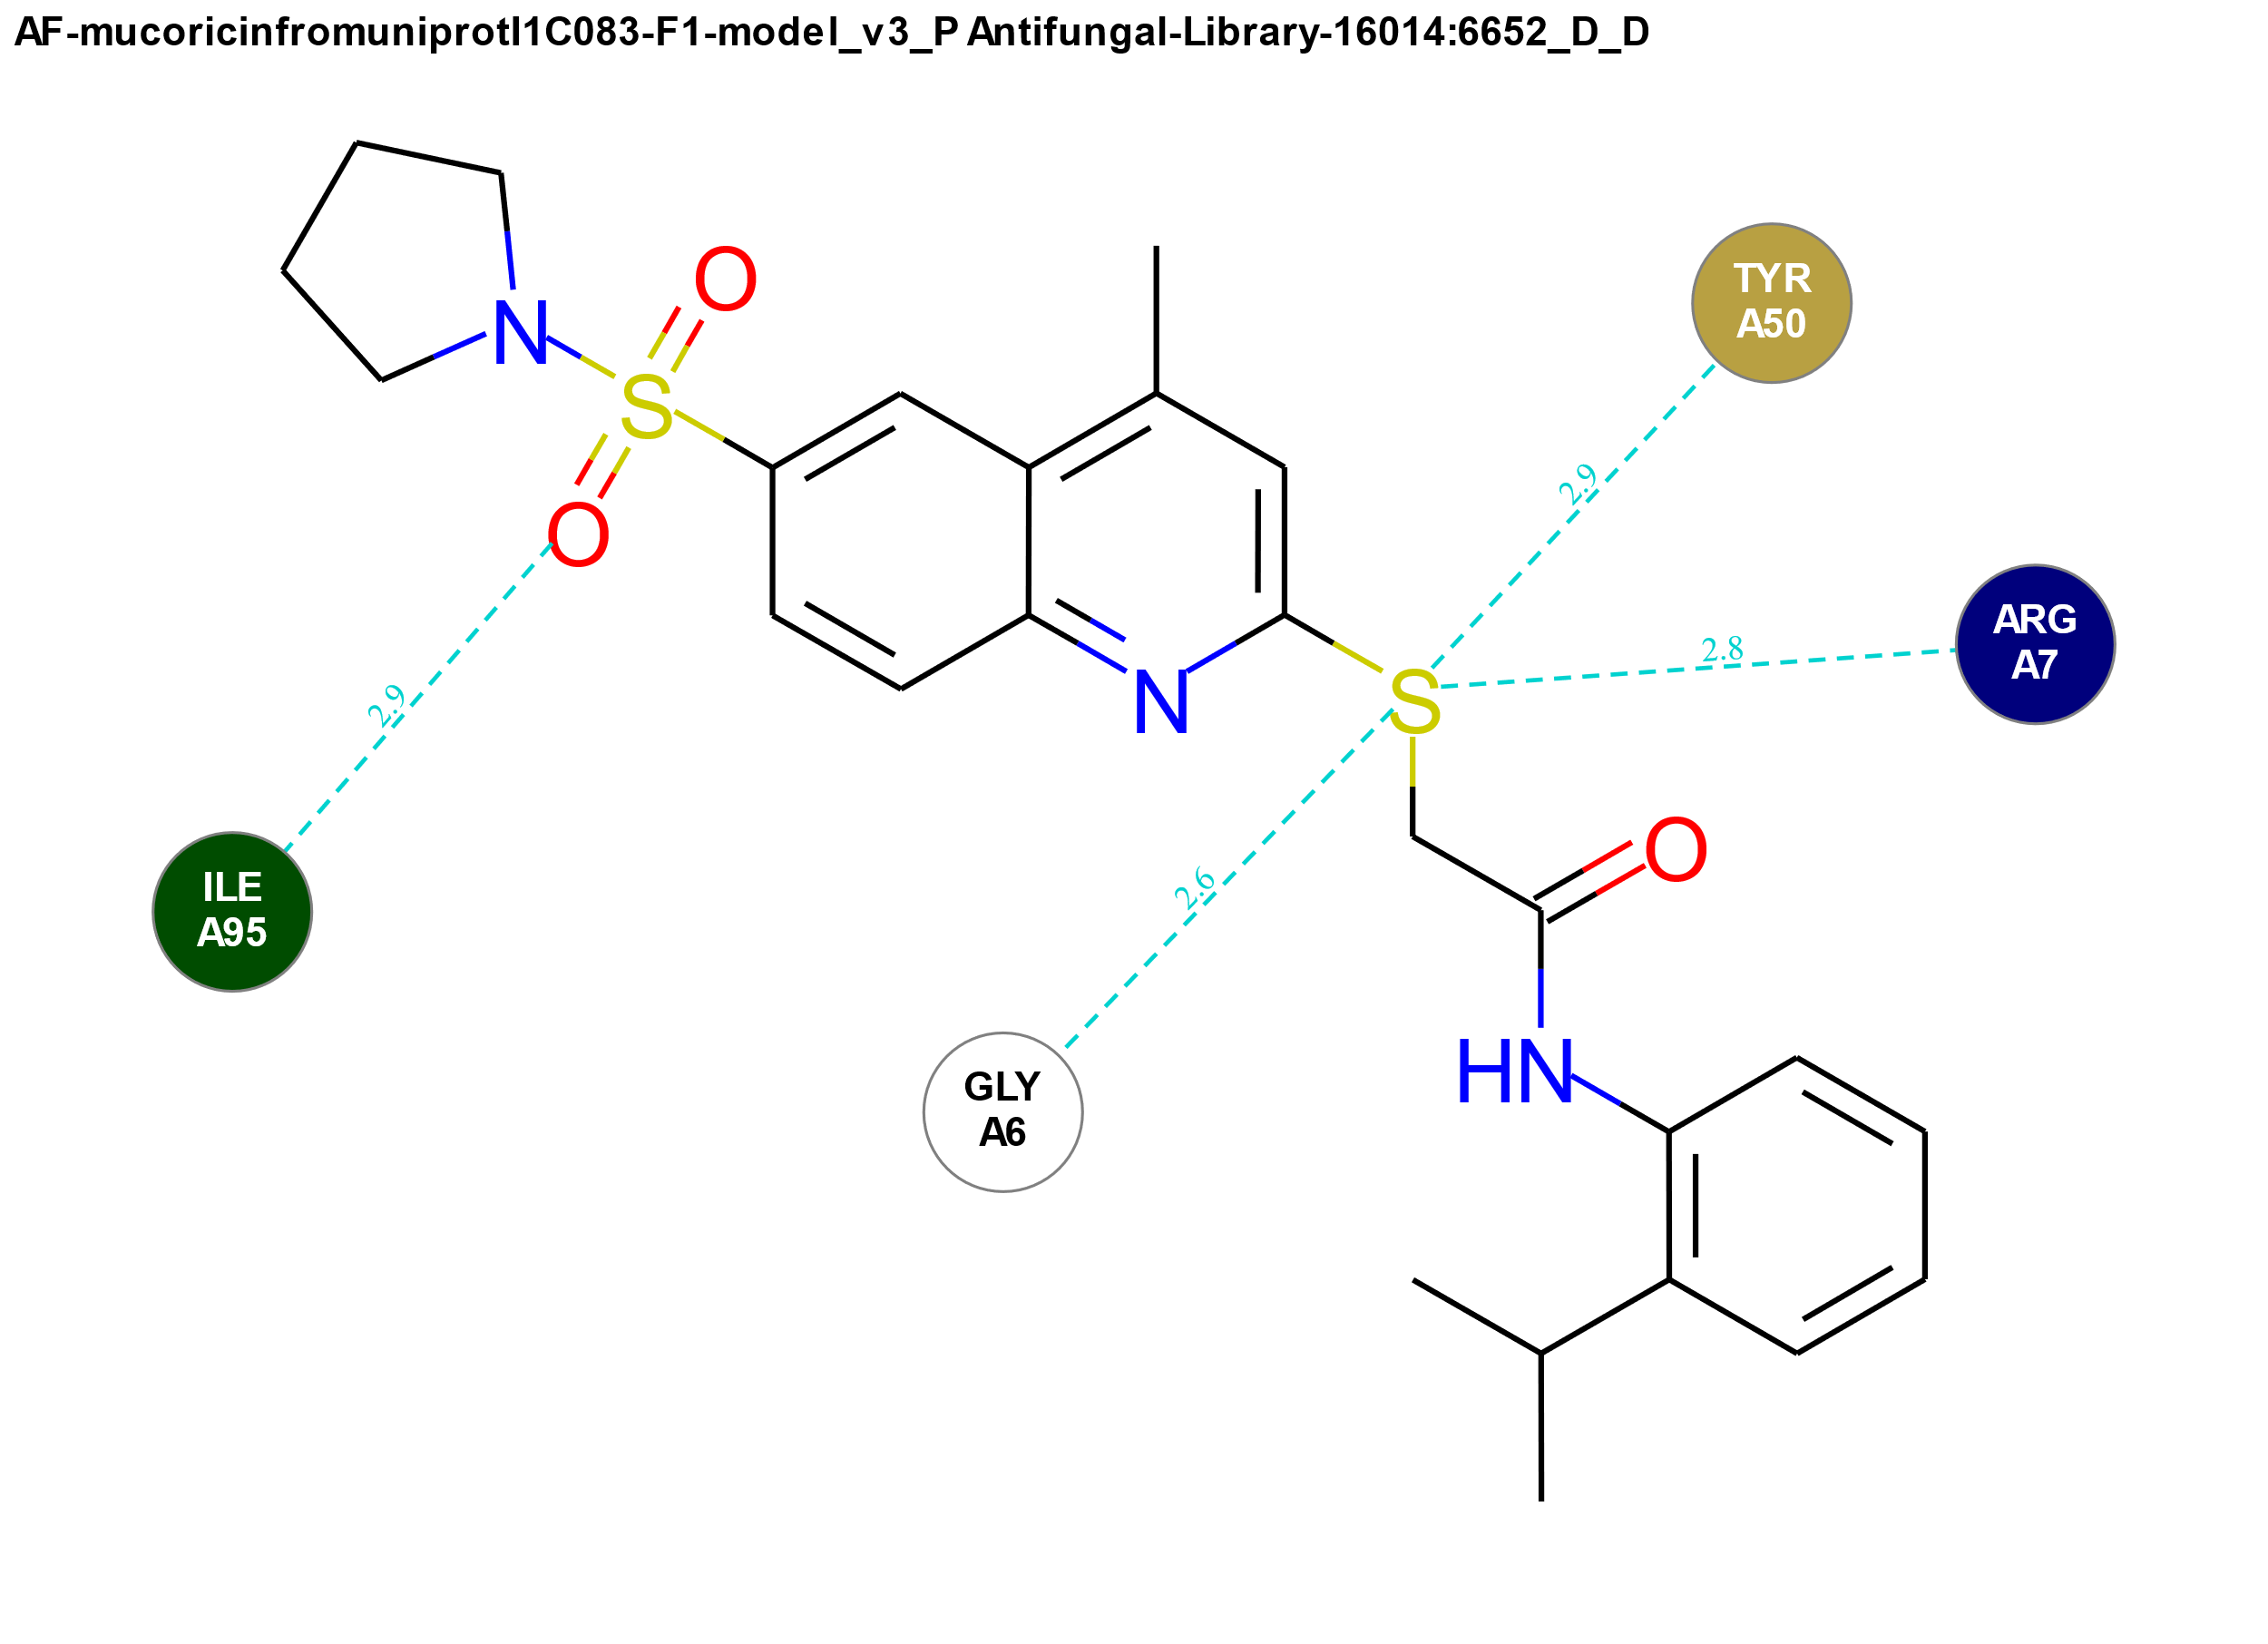 AF-mucoricinfromuniprotI1C083-F1-model_v3_P Antifungal-Library-16014:6652_D_D
O
TYR
A50
N
S
2.9
O
ARG
A7
2.8
2.9
N
S
O
ILE
A95
2.6
HN
GLY
A6